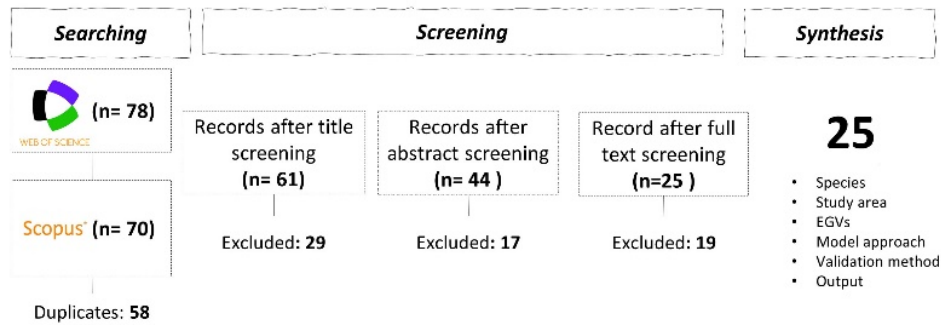 Searching
Screening
Synthesis
(n= 78)
WEB OF SCIENCE
Scopus (n= 70)
Duplicates: 58
Records after title
screening
(n= 61)
Excluded: 29
Records after
abstract screening
(n= 44 )
Excluded: 17
Record after full
text screening
(n=25 )
Excluded: 19
25
• Species
• Study area
• EGVs
• Model approach
• Validation method
• Output